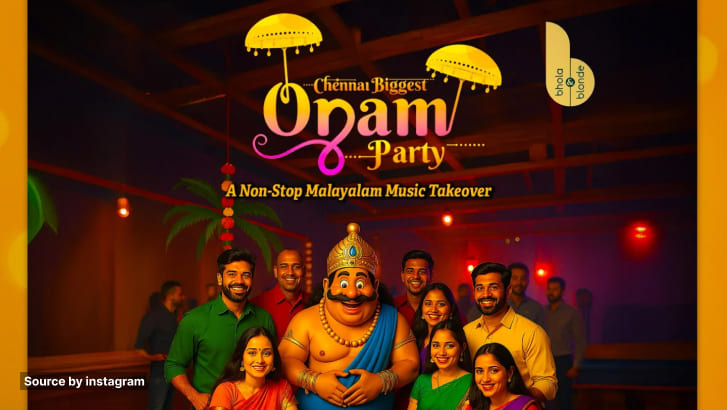 Chennai Biggest
Onam
Party
A Non-Stop Malayalam Music Takeover
bhola
&
blonde
Source by instagram